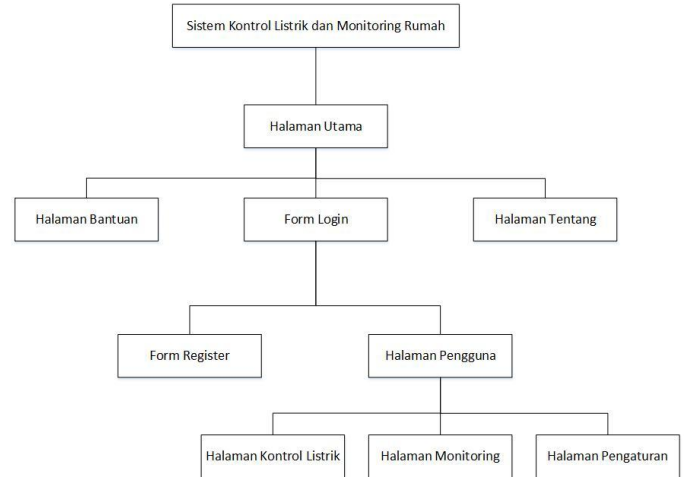 Sistem Kontrol Listrik dan Monitoring Rumah
Halaman Utama
Halaman Bantuan
Form Login
Halaman Tentang
Form Register
Halaman Pengguna
Halaman Kontrol Listrik
Halaman Monitoring
Halaman Pengaturan